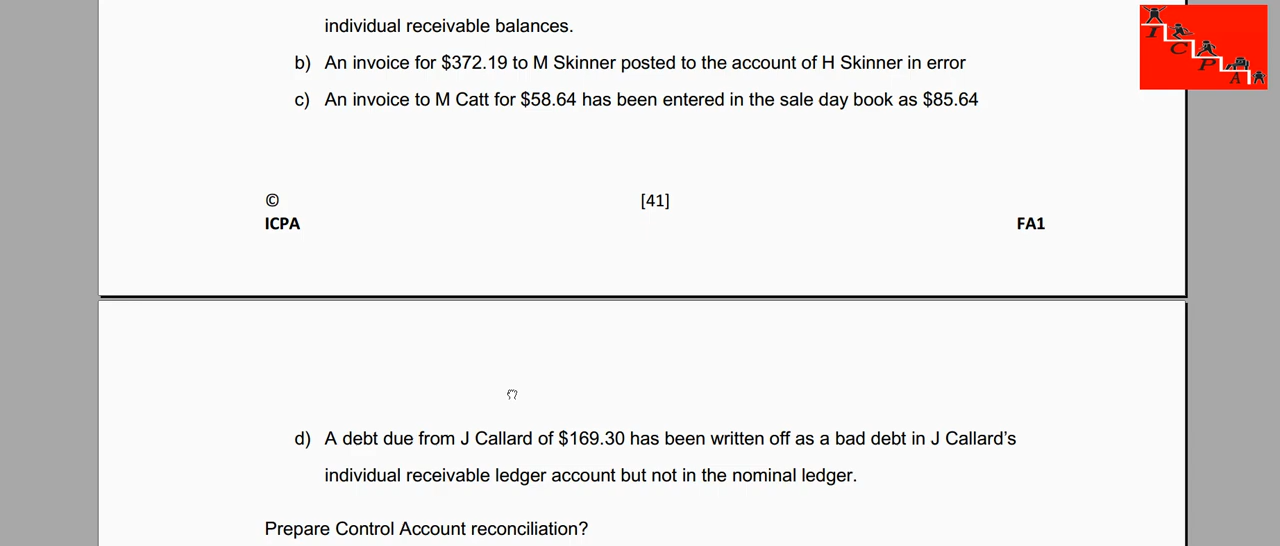 individual receivable balances.
b) An invoice for $372.19 to M Skinner posted to the account of H Skinner in error
c) An invoice to M Catt for $58.64 has been entered in the sale day book as $85.64
© [41]
ICPA FA1
d) A debt due from J Callard of $169.30 has been written off as a bad debt in J Callard's
individual receivable ledger account but not in the nominal ledger.
Prepare Control Account reconciliation?
I C P A